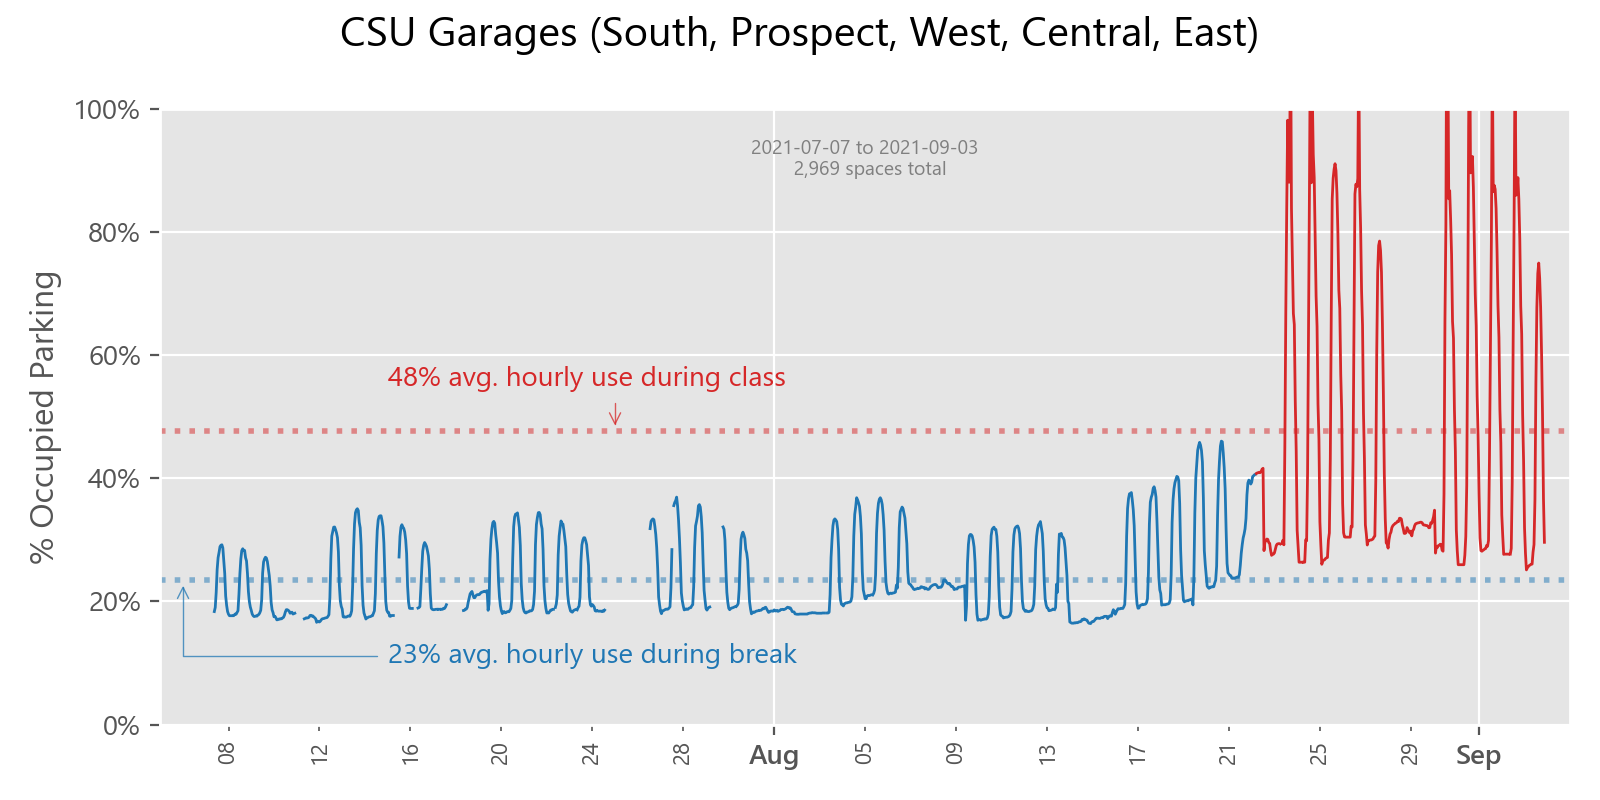 CSU Garages (South, Prospect, West, Central, East)
100%
2021-07-07 to 2021-09-03
2,969 spaces total
80%
60%
48% avg. hourly use during class
40%
20%
23% avg. hourly use during break
0%
% Occupied Parking
08 12 16 20 24 28 Aug 05 09 13 17 21 25 29 Sep